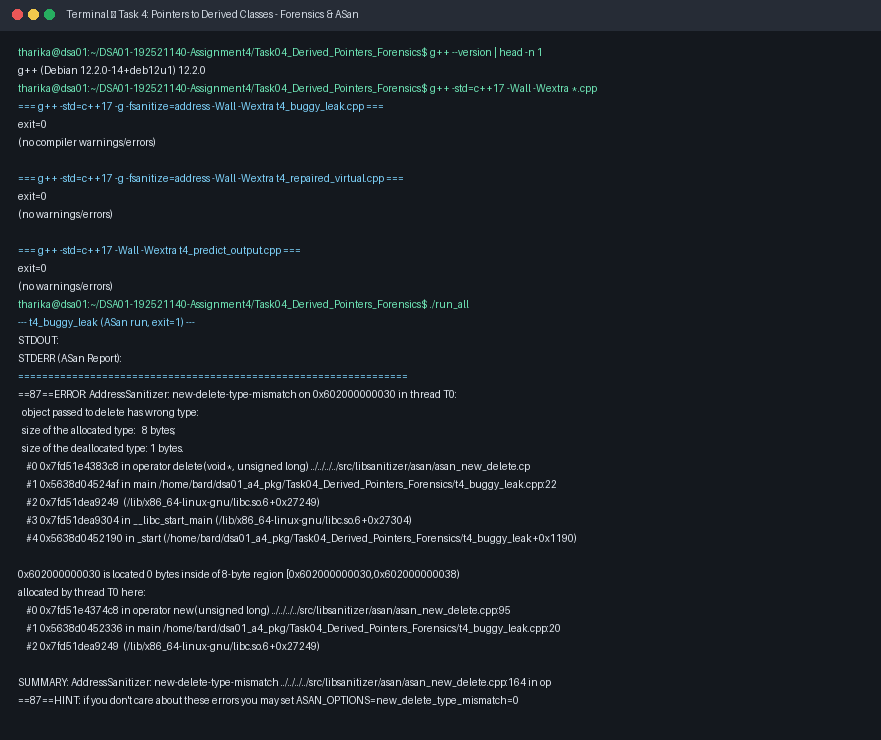 Terminal ▯ Task 4: Pointers to Derived Classes - Forensics & ASan
tharika@dsa01:~/DSA01-192521140-Assignment4/Task04_Derived_Pointers_Forensics$ g++ --version | head -n 1
g++ (Debian 12.2.0-14+deb12u1) 12.2.0
tharika@dsa01:~/DSA01-192521140-Assignment4/Task04_Derived_Pointers_Forensics$ g++ -std=c++17 -Wall -Wextra *.cpp
=== g++ -std=c++17 -g -fsanitize=address -Wall -Wextra t4_buggy_leak.cpp ===
exit=0
(no compiler warnings/errors)
=== g++ -std=c++17 -g -fsanitize=address -Wall -Wextra t4_repaired_virtual.cpp ===
exit=0
(no warnings/errors)
=== g++ -std=c++17 -Wall -Wextra t4_predict_output.cpp ===
exit=0
(no warnings/errors)
tharika@dsa01:~/DSA01-192521140-Assignment4/Task04_Derived_Pointers_Forensics$ ./run_all
--- t4_buggy_leak (ASan run, exit=1) ---
STDOUT:
STDERR (ASan Report):
=================================================================
==87==ERROR: AddressSanitizer: new-delete-type-mismatch on 0x602000000030 in thread T0:
object passed to delete has wrong type:
size of the allocated type: 8 bytes;
size of the deallocated type: 1 bytes.
#0 0x7fd51e4383c8 in operator delete(void*, unsigned long) ../../../../src/libsanitizer/asan/asan_new_delete.cp
#1 0x5638d04524af in main /home/bard/dsa01_a4_pkg/Task04_Derived_Pointers_Forensics/t4_buggy_leak.cpp:22
#2 0x7fd51dea9249 (/lib/x86_64-linux-gnu/libc.so.6+0x27249)
#3 0x7fd51dea9304 in __libc_start_main (/lib/x86_64-linux-gnu/libc.so.6+0x27304)
#4 0x5638d0452190 in _start (/home/bard/dsa01_a4_pkg/Task04_Derived_Pointers_Forensics/t4_buggy_leak+0x1190)
0x602000000030 is located 0 bytes inside of 8-byte region [0x602000000030,0x602000000038)
allocated by thread T0 here:
#0 0x7fd51e4374c8 in operator new(unsigned long) ../../../../src/libsanitizer/asan/asan_new_delete.cpp:95
#1 0x5638d0452336 in main /home/bard/dsa01_a4_pkg/Task04_Derived_Pointers_Forensics/t4_buggy_leak.cpp:20
#2 0x7fd51dea9249 (/lib/x86_64-linux-gnu/libc.so.6+0x27249)
SUMMARY: AddressSanitizer: new-delete-type-mismatch ../../../../src/libsanitizer/asan/asan_new_delete.cpp:164 in op
==87==HINT: if you don't care about these errors you may set ASAN_OPTIONS=new_delete_type_mismatch=0